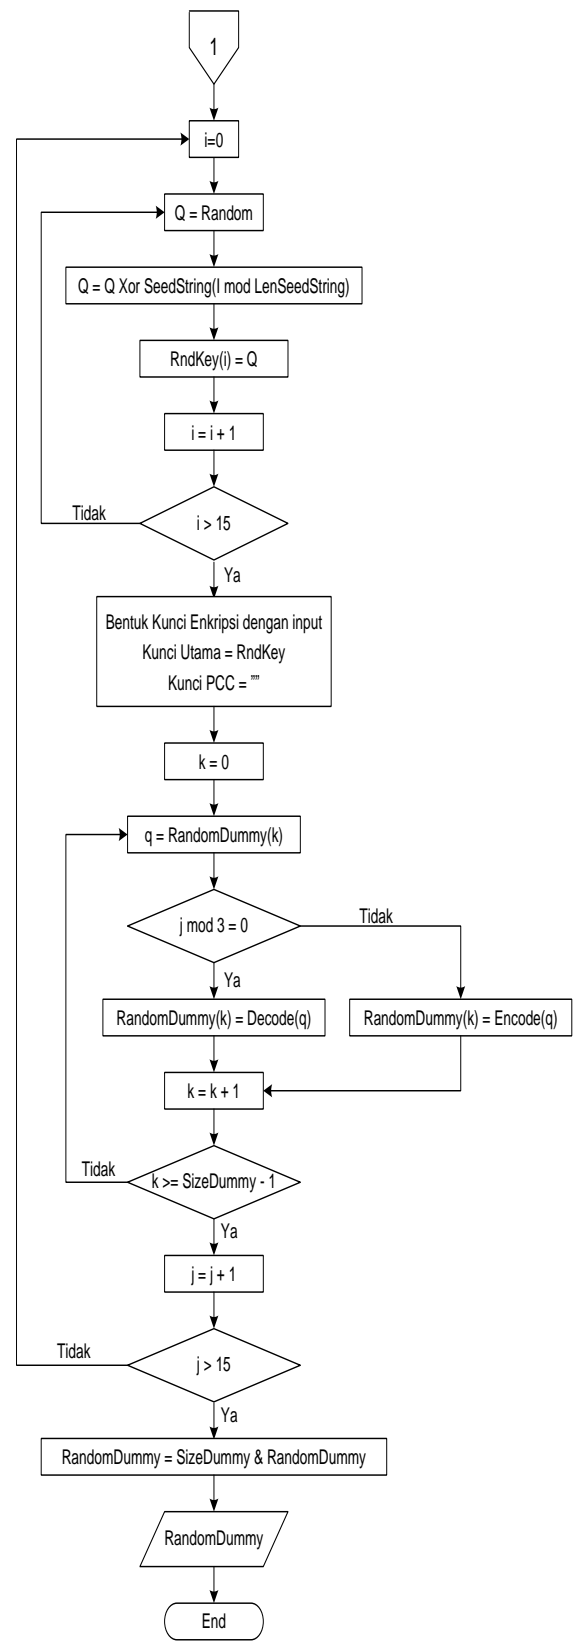 1
i=0
Q = Random
Q = Q Xor SeedString(I mod LenSeedString)
RndKey(i) = Q
i = i + 1
Tidak
i > 15
Ya
Bentuk Kunci Enkripsi dengan input
Kunci Utama = RndKey
Kunci PCC = ””
k = 0
q = RandomDummy(k)
j mod 3 = 0
Tidak
Ya
RandomDummy(k) = Decode(q)
RandomDummy(k) = Encode(q)
k = k + 1
Tidak
k >= SizeDummy - 1
Ya
j = j + 1
Tidak
j > 15
Ya
RandomDummy = SizeDummy & RandomDummy
RandomDummy
End